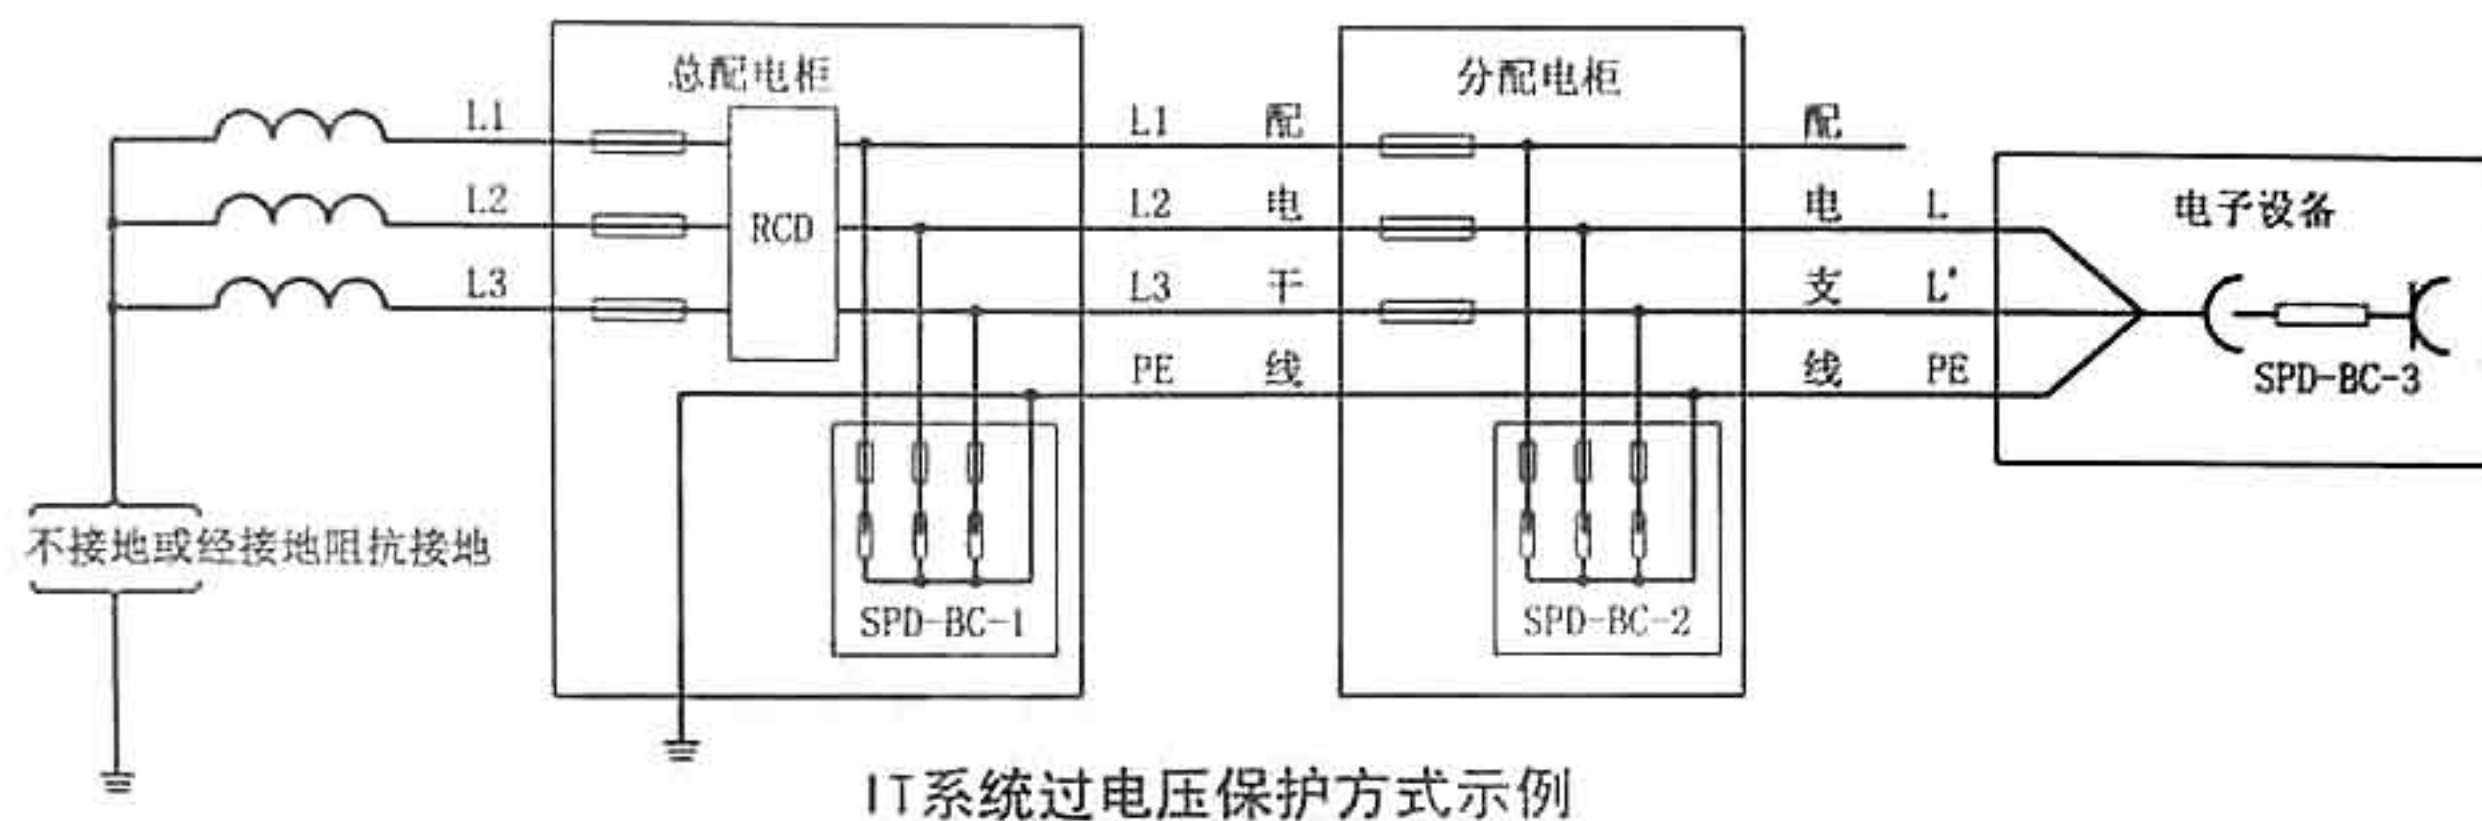 总配电柜
分配电柜
L1
L1 配
配
L2
RCD
L2 电
电 L
电子设备
L3
L3 干
支 L'
PE 线
线 PE
SPD-BC-3
不接地或经接地阻抗接地
SPD-BC-1
SPD-BC-2
IT系统过电压保护方式示例